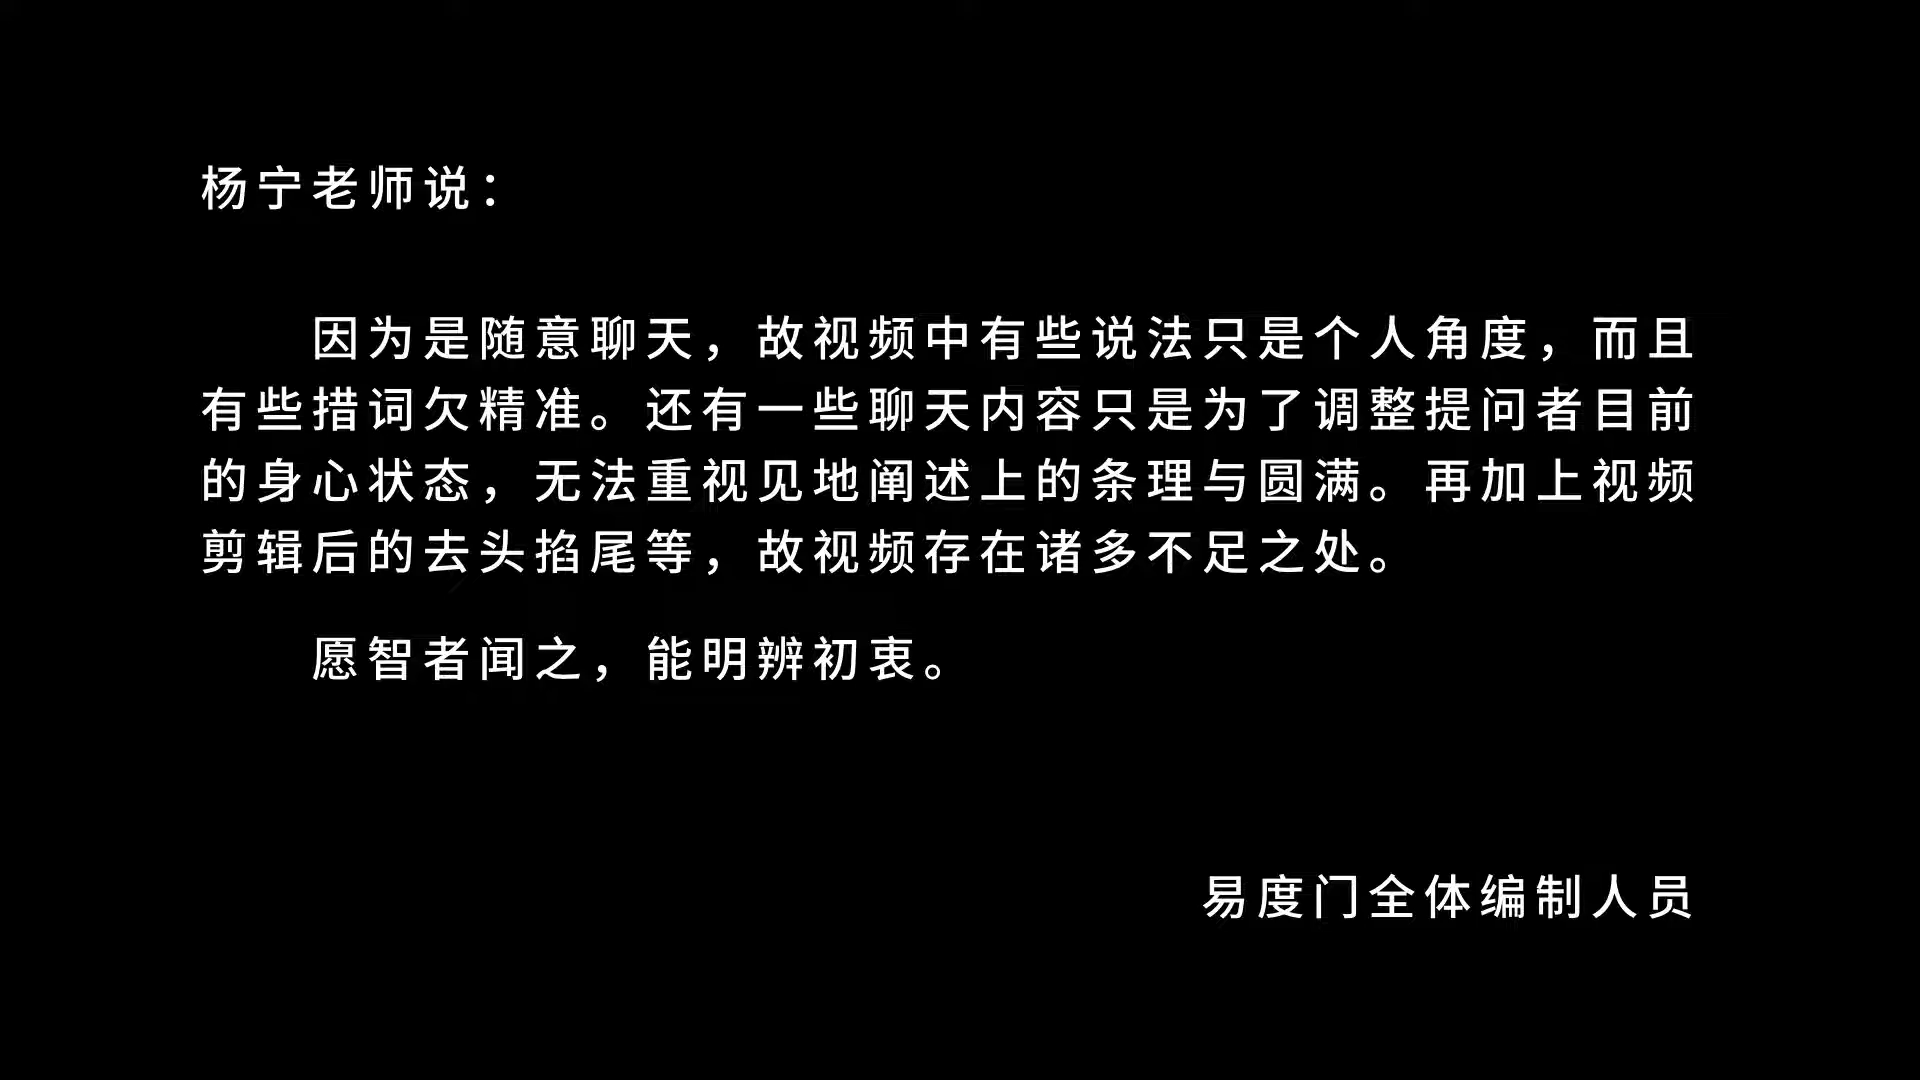 杨宁老师说：
因为是随意聊天，故视频中有些说法只是个人角度，而且
有些措词欠精准。还有一些聊天内容只是为了调整提问者目前
的身心状态，无法重视见地阐述上的条理与圆满。再加上视频
剪辑后的去头掐尾等，故视频存在诸多不足之处。
愿智者闻之，能明辨初衷。
易度门全体编制人员